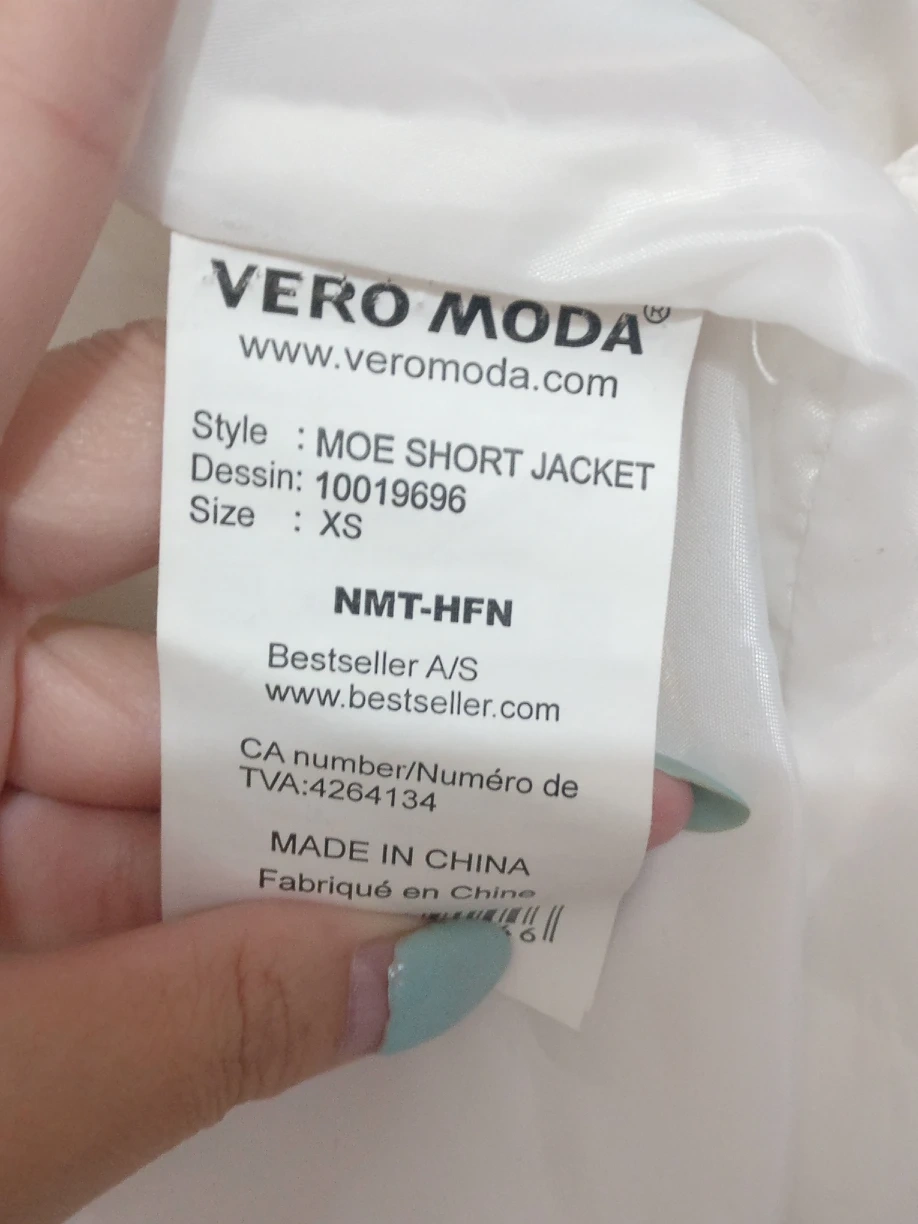 VERO MODA®
www.veromoda.com
Style : MOE SHORT JACKET
Dessin: 10019696
Size : XS
NMT-HFN
Bestseller A/S
www.bestseller.com
CA number/Numéro de
TVA:4264134
MADE IN CHINA
Fabriqué en Chine